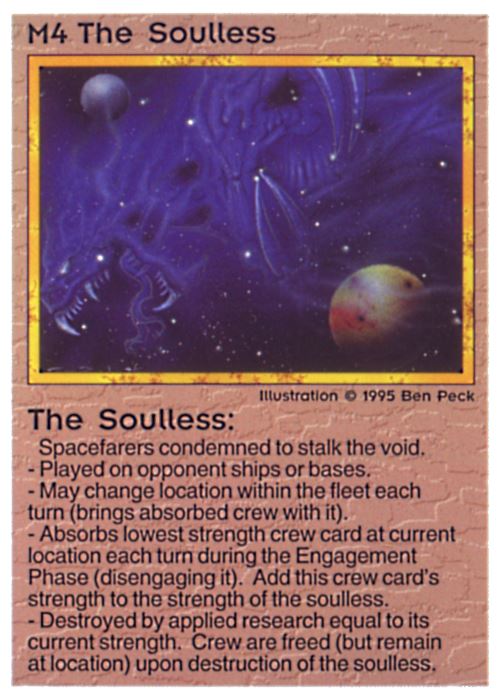 M4 The Soulless
Illustration © 1995 Ben Peck
The Soulless:
Spacefarers condemned to stalk the void.
- Played on opponent ships or bases.
- May change location within the fleet each
turn (brings absorbed crew with it).
- Absorbs lowest strength crew card at current
location each turn during the Engagement
Phase (disengaging it). Add this crew card's
strength to the strength of the soulless.
- Destroyed by applied research equal to its
current strength. Crew are freed (but remain
at location) upon destruction of the soulless.